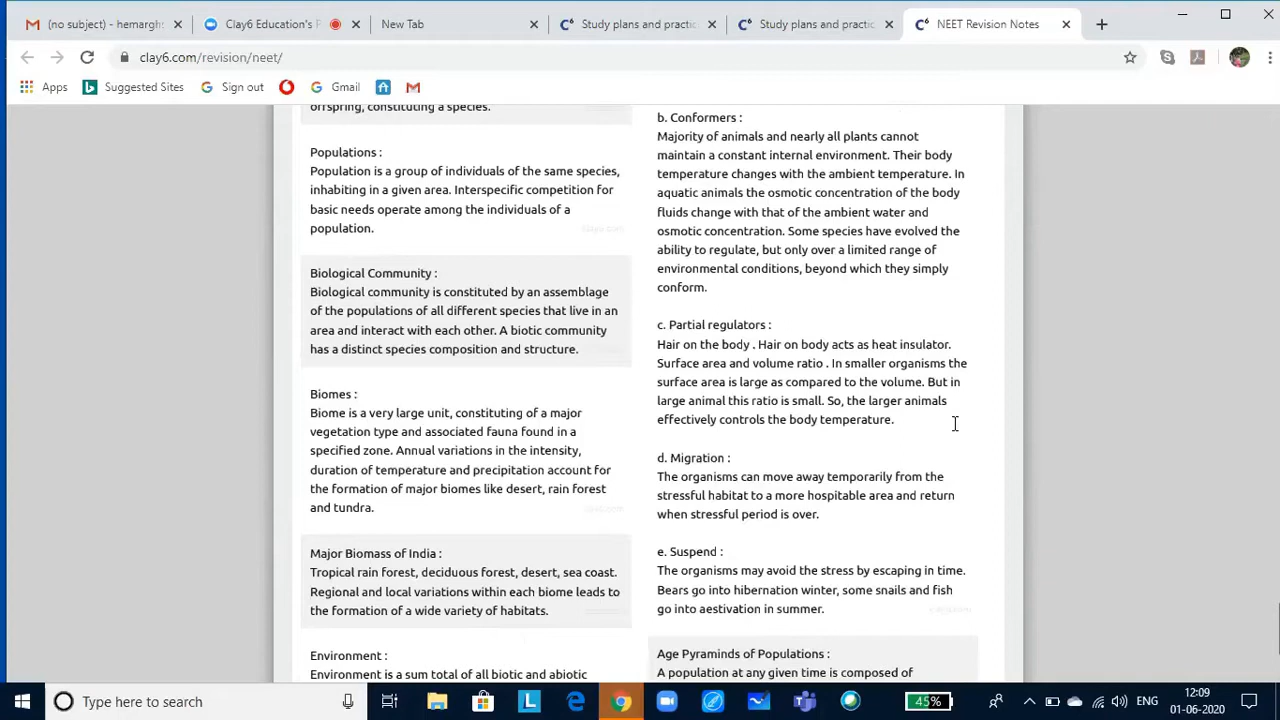 (no subject) - hemarghs
Clay6 Education's P
New Tab
Study plans and practic
Study plans and practic
NEET Revision Notes
clay6.com/revision/neet/
Apps
Suggested Sites
Sign out
Gmail
offspring, constituting a species.
Populations :
Population is a group of individuals of the same species,
inhabiting in a given area. Interspecific competition for
basic needs operate among the individuals of a
population.
Biological Community :
Biological community is constituted by an assemblage
of the populations of all different species that live in an
area and interact with each other. A biotic community
has a distinct species composition and structure.
Biomes :
Biome is a very large unit, constituting of a major
vegetation type and associated fauna found in a
specified zone. Annual variations in the intensity,
duration of temperature and precipitation account for
the formation of major biomes like desert, rain forest
and tundra.
Major Biomass of India :
Tropical rain forest, deciduous forest, desert, sea coast.
Regional and local variations within each biome leads to
the formation of a wide variety of habitats.
Environment :
Environment is a sum total of all biotic and abiotic
b. Conformers :
Majority of animals and nearly all plants cannot
maintain a constant internal environment. Their body
temperature changes with the ambient temperature. In
aquatic animals the osmotic concentration of the body
fluids change with that of the ambient water and
osmotic concentration. Some species have evolved the
ability to regulate, but only over a limited range of
environmental conditions, beyond which they simply
conform.
c. Partial regulators :
Hair on the body . Hair on body acts as heat insulator.
Surface area and volume ratio . In smaller organisms the
surface area is large as compared to the volume. But in
large animal this ratio is small. So, the larger animals
effectively controls the body temperature.
d. Migration :
The organisms can move away temporarily from the
stressful habitat to a more hospitable area and return
when stressful period is over.
e. Suspend :
The organisms may avoid the stress by escaping in time.
Bears go into hibernation winter, some snails and fish
go into aestivation in summer.
Age Pyraminds of Populations :
A population at any given time is composed of
Type here to search
45%
ENG
12:09
01-06-2020